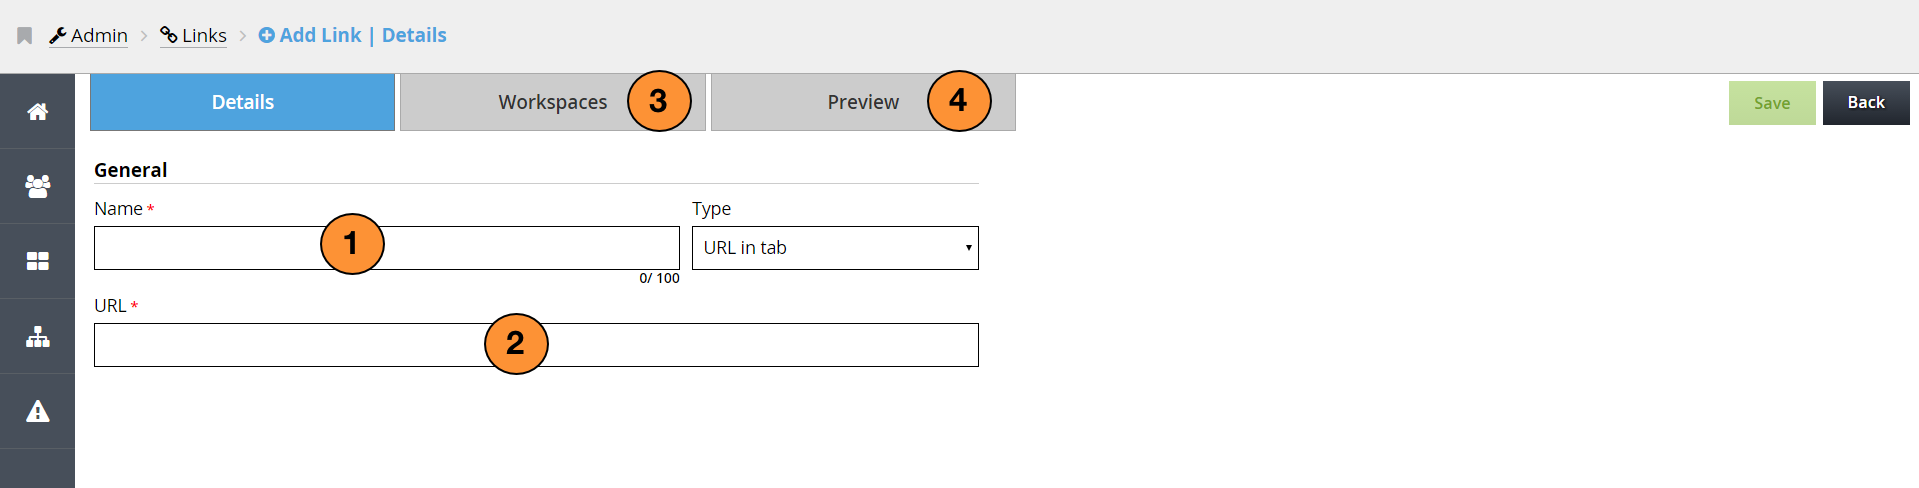 Admin Links Add Link | Details
Details Workspaces 3 Preview 4 Save Back
General
Name * Type
1 URL in tab
0/ 100
URL *
2